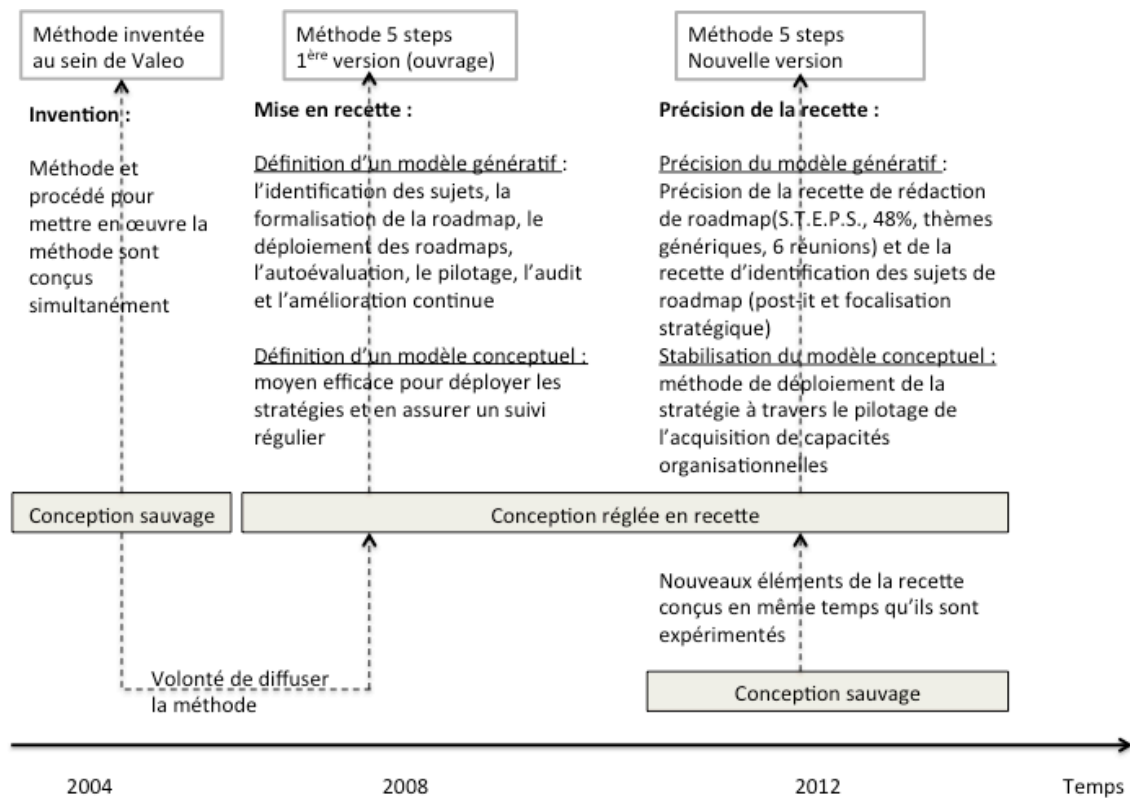 Méthode inventée
au sein de Valeo
Méthode 5 steps
1ère version (ouvrage)
Méthode 5 steps
Nouvelle version
Invention :
Méthode et
procédé pour
mettre en œuvre la
méthode sont
conçus
simultanément
Mise en recette :
Définition d’un modèle génératif :
l’identification des sujets, la
formalisation de la roadmap, le
déploiement des roadmaps,
l’autoévaluation, le pilotage, l’audit
et l’amélioration continue
Définition d’un modèle conceptuel :
moyen efficace pour déployer les
stratégies et en assurer un suivi
régulier
Précision de la recette :
Précision du modèle génératif :
Précision de la recette de rédaction
de roadmap(S.T.E.P.S., 48%, thèmes
génériques, 6 réunions) et de la
recette d’identification des sujets de
roadmap (post-it et focalisation
stratégique)
Stabilisation du modèle conceptuel :
méthode de déploiement de la
stratégie à travers le pilotage de
l’acquisition de capacités
organisationnelles
Conception sauvage
Conception réglée en recette
Nouveaux éléments de la recette
conçus en même temps qu’ils sont
expérimentés
Volonté de diffuser
la méthode
Conception sauvage
2004
2008
2012
Temps